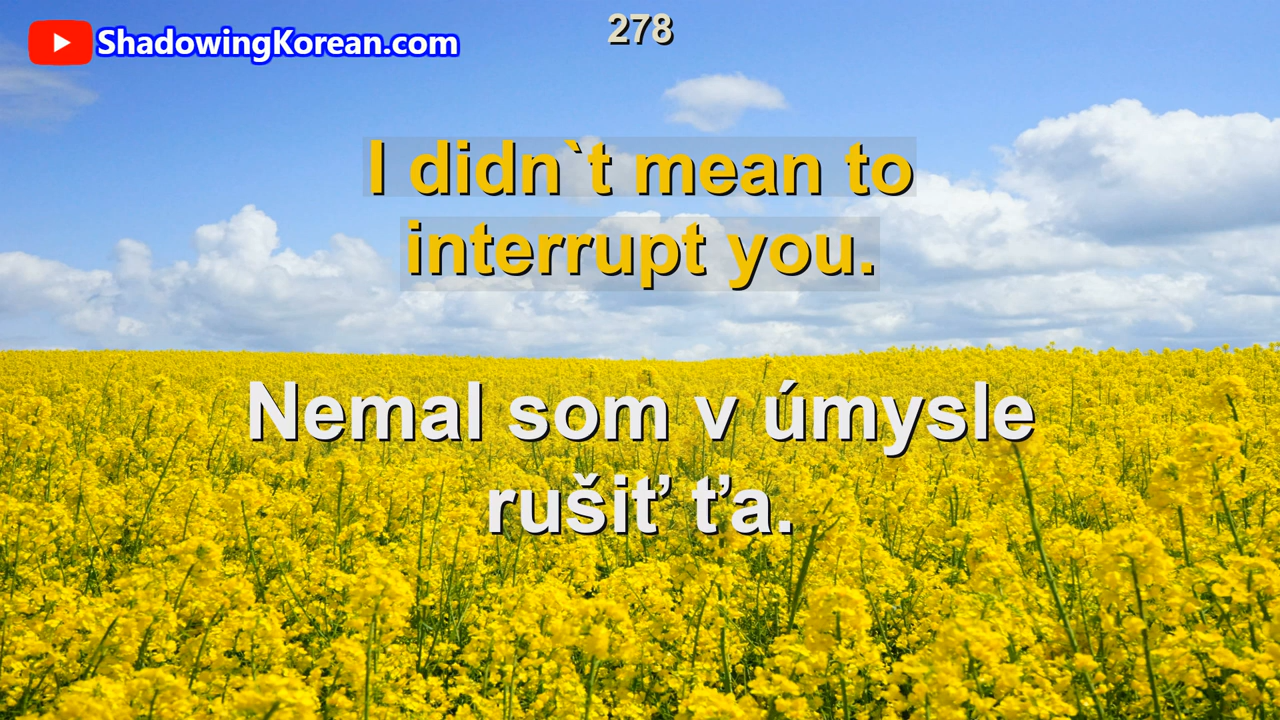 ShadowingKorean.com
278
I didn`t mean to
interrupt you.
Nemal som v úmysle
rušiť ťa.